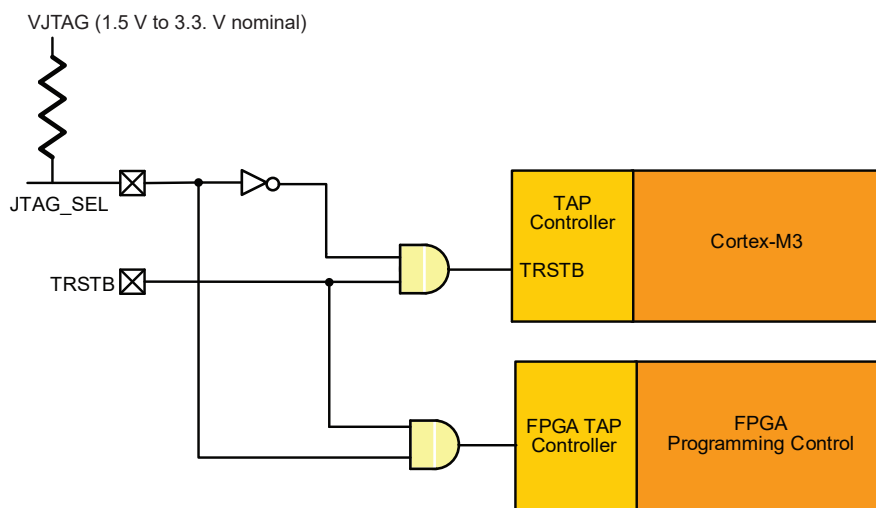 VJTAG (1.5 V to 3.3. V nominal)
JTAG_SEL
TRSTB
TAP
Controller
TRSTB
Cortex-M3
FPGA TAP
Controller
FPGA
Programming Control